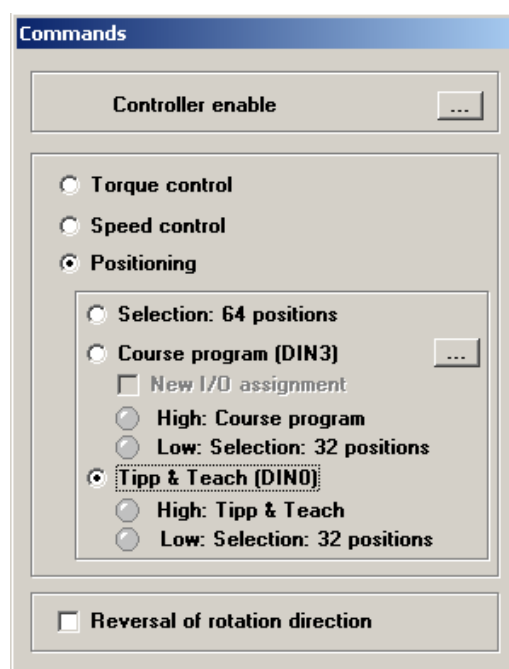 Commands
Controller enable
...
Torque control
Speed control
Positioning
Selection: 64 positions
Course program (DIN3)
...
New I/O assignment
High: Course program
Low: Selection: 32 positions
Tipp & Teach (DIN0)
High: Tipp & Teach
Low: Selection: 32 positions
Reversal of rotation direction